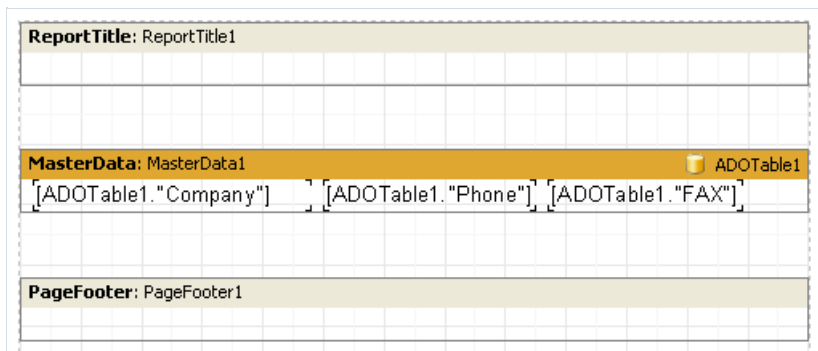 ReportTitle: ReportTitle1
MasterData: MasterData1 ADOTable1
[ADOTable1."Company"] [ADOTable1."Phone"] [ADOTable1."FAX"]
PageFooter: PageFooter1